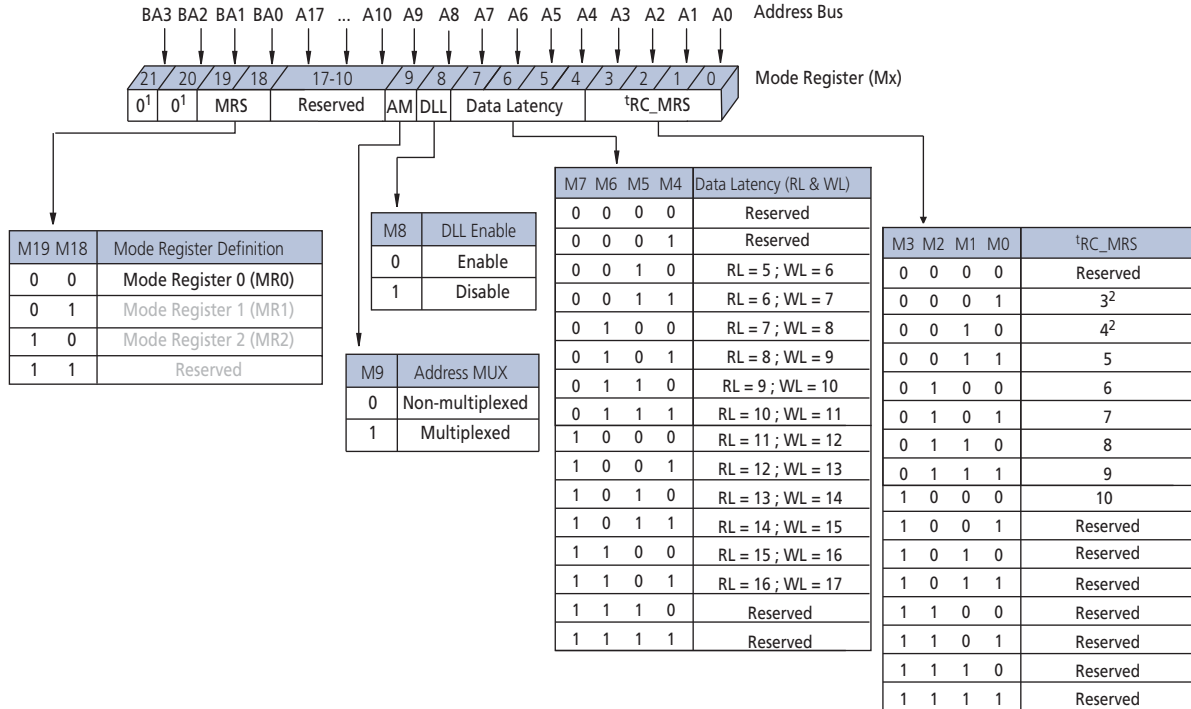 BA3 BA2 BA1 BA0 A17 ... A10 A9 A8 A7 A6 A5 A4 A3 A2 A1 A0 Address Bus
21 20 19 18 17-10 9 8 7 6 5 4 3 2 1 0 Mode Register (Mx)
0¹ 0¹ MRS Reserved AM DLL Data Latency ᵗRC_MRS
M19 M18 Mode Register Definition
0 0 Mode Register 0 (MR0)
0 1 Mode Register 1 (MR1)
1 0 Mode Register 2 (MR2)
1 1 Reserved
M8 DLL Enable
0 Enable
1 Disable
M9 Address MUX
0 Non-multiplexed
1 Multiplexed
M7 M6 M5 M4 Data Latency (RL & WL)
0 0 0 0 Reserved
0 0 0 1 Reserved
0 0 1 0 RL = 5 ; WL = 6
0 0 1 1 RL = 6 ; WL = 7
0 1 0 0 RL = 7 ; WL = 8
0 1 0 1 RL = 8 ; WL = 9
0 1 1 0 RL = 9 ; WL = 10
0 1 1 1 RL = 10 ; WL = 11
1 0 0 0 RL = 11 ; WL = 12
1 0 0 1 RL = 12 ; WL = 13
1 0 1 0 RL = 13 ; WL = 14
1 0 1 1 RL = 14 ; WL = 15
1 1 0 0 RL = 15 ; WL = 16
1 1 0 1 RL = 16 ; WL = 17
1 1 1 0 Reserved
1 1 1 1 Reserved
M3 M2 M1 M0 ᵗRC_MRS
0 0 0 0 Reserved
0 0 0 1 3²
0 0 1 0 4²
0 0 1 1 5
0 1 0 0 6
0 1 0 1 7
0 1 1 0 8
0 1 1 1 9
1 0 0 0 10
1 0 0 1 Reserved
1 0 1 0 Reserved
1 0 1 1 Reserved
1 1 0 0 Reserved
1 1 0 1 Reserved
1 1 1 0 Reserved
1 1 1 1 Reserved